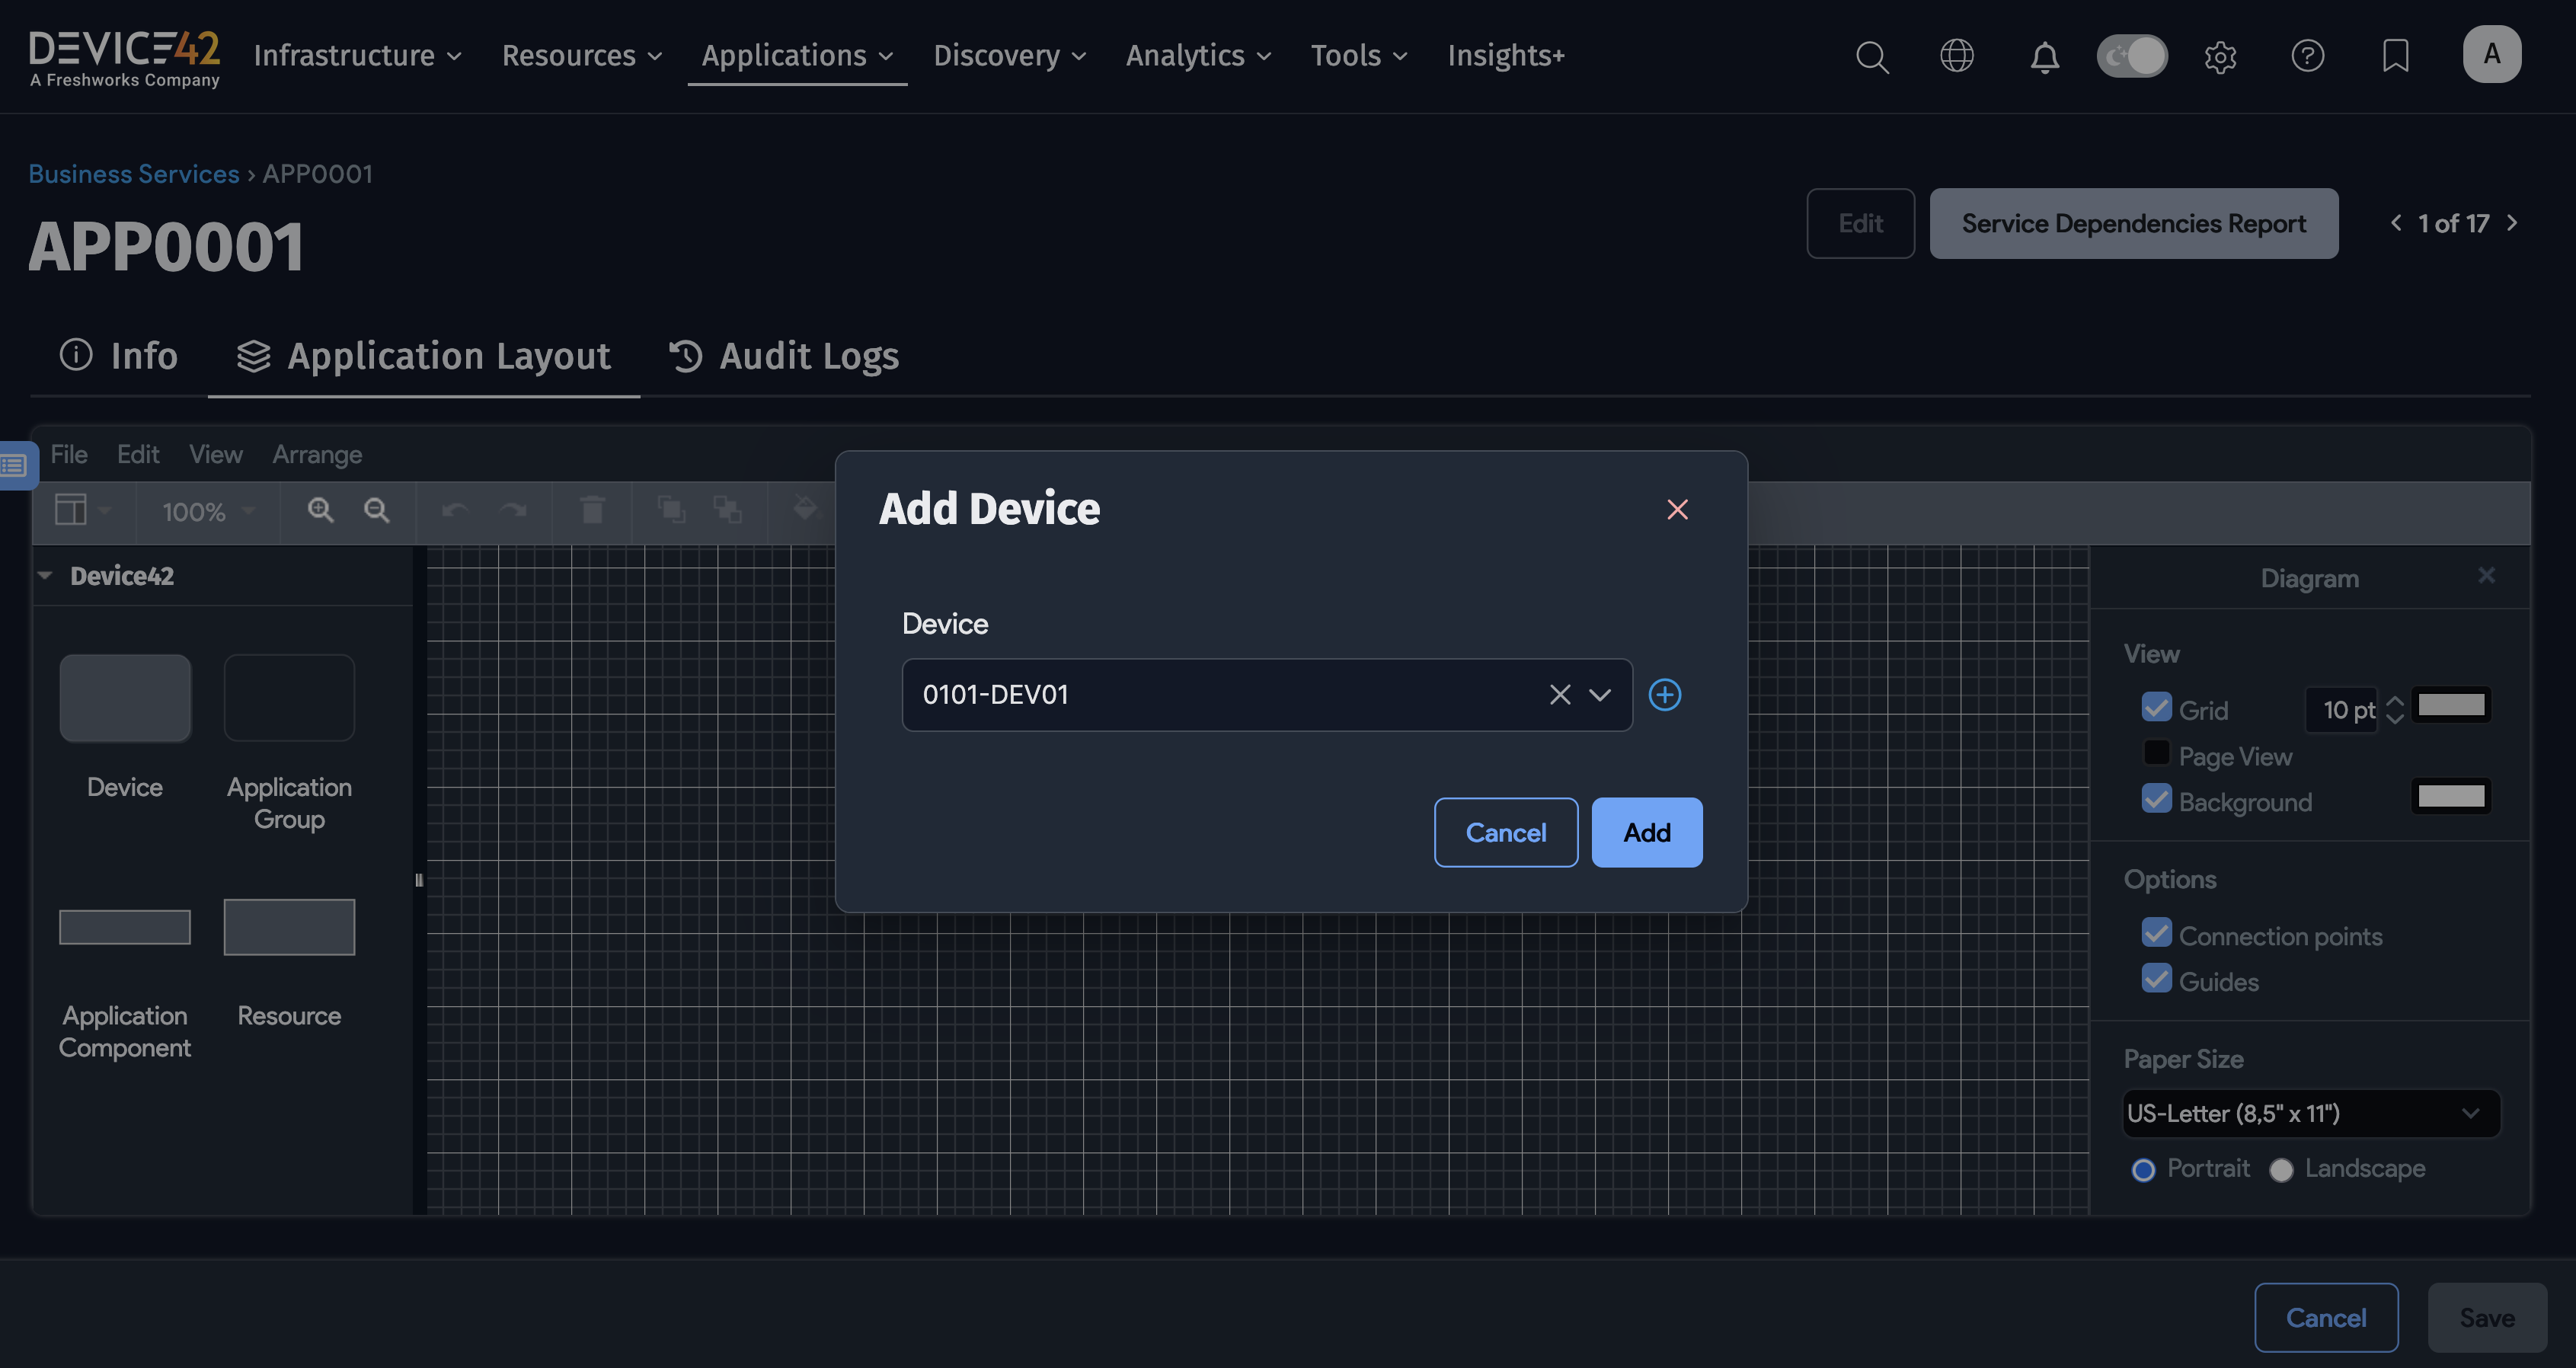 DEVICE42
A Freshworks Company
Infrastructure
Resources
Applications
Discovery
Analytics
Tools
Insights+
A
Business Services › APP0001
APP0001
Edit
Service Dependencies Report
1 of 17
Info
Application Layout
Audit Logs
File
Edit
View
Arrange
100%
Device42
Device
Application
Group
Application
Component
Resource
Add Device
Device
0101-DEV01
Cancel
Add
Diagram
View
Grid
10 pt
Page View
Background
Options
Connection points
Guides
Paper Size
US-Letter (8,5" x 11")
Portrait
Landscape
Cancel
Save